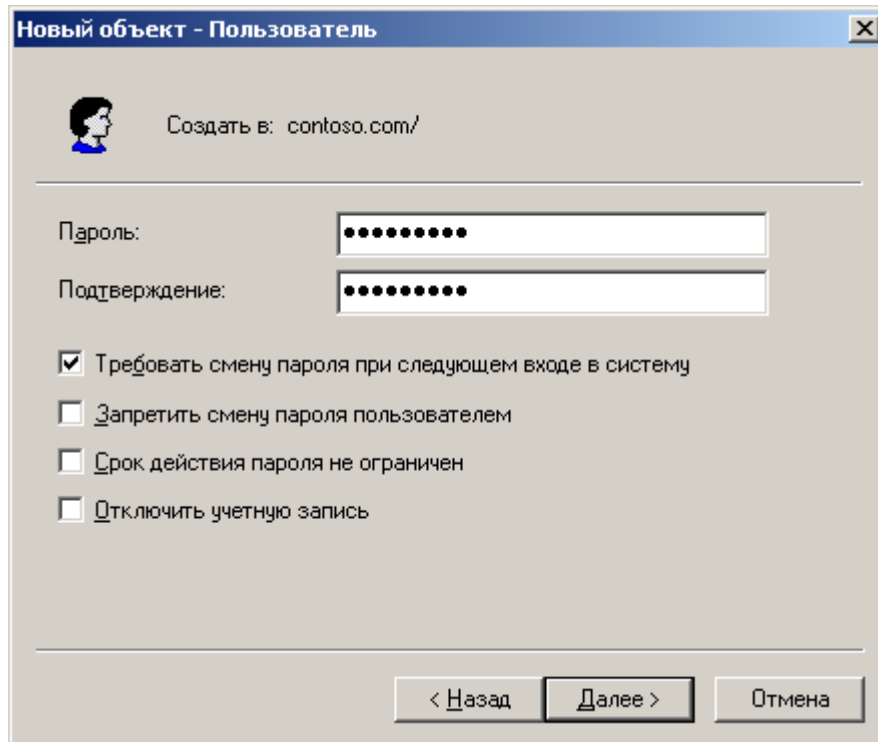 Новый объект - Пользователь
Создать в: contoso.com/
Пароль: ●●●●●●●●●
Подтверждение: ●●●●●●●●●
Требовать смену пароля при следующем входе в систему
Запретить смену пароля пользователем
Срок действия пароля не ограничен
Отключить учетную запись
< Назад Далее > Отмена